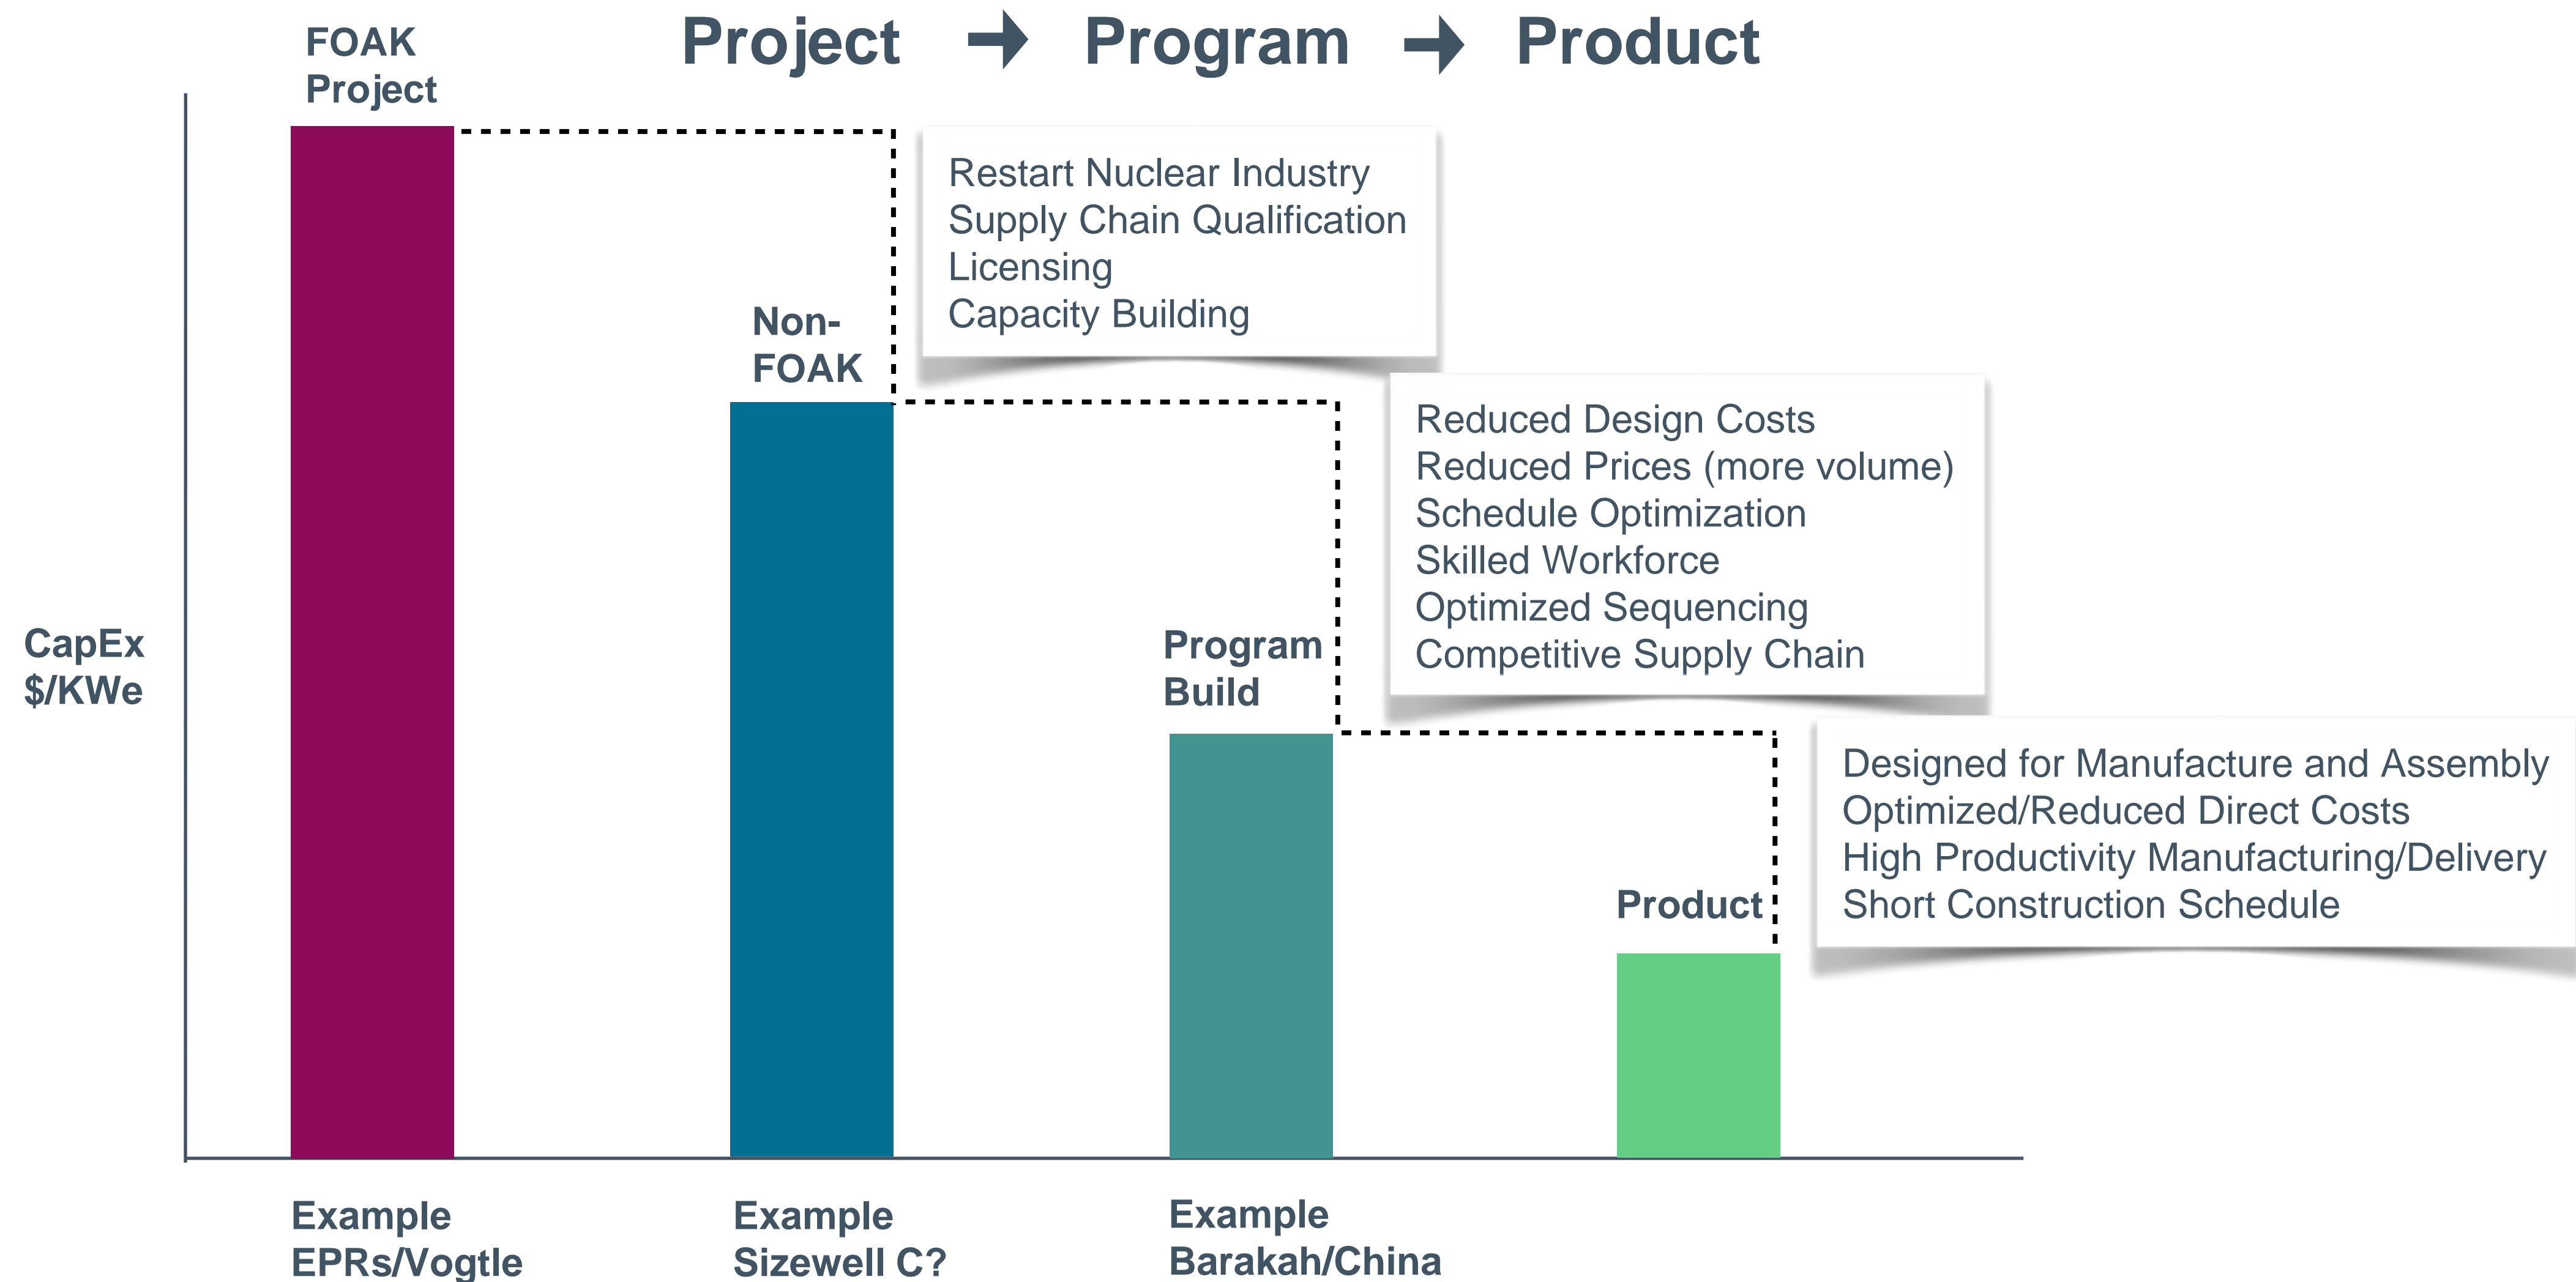 Project → Program → Product
FOAK
Project
Restart Nuclear Industry
Supply Chain Qualification
Licensing
Capacity Building
Non-
FOAK
Reduced Design Costs
Reduced Prices (more volume)
Schedule Optimization
Skilled Workforce
Optimized Sequencing
Competitive Supply Chain
CapEx
$/KWe
Program
Build
Designed for Manufacture and Assembly
Optimized/Reduced Direct Costs
High Productivity Manufacturing/Delivery
Short Construction Schedule
Product
Example
EPRs/Vogtle
Example
Sizewell C?
Example
Barakah/China